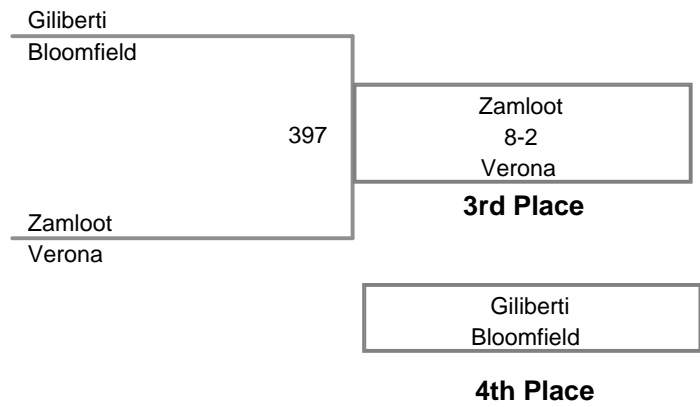 Giliberti
Bloomfield
397
Zamloot
8-2
Verona
3rd Place
Zamloot
Verona
Giliberti
Bloomfield
4th Place